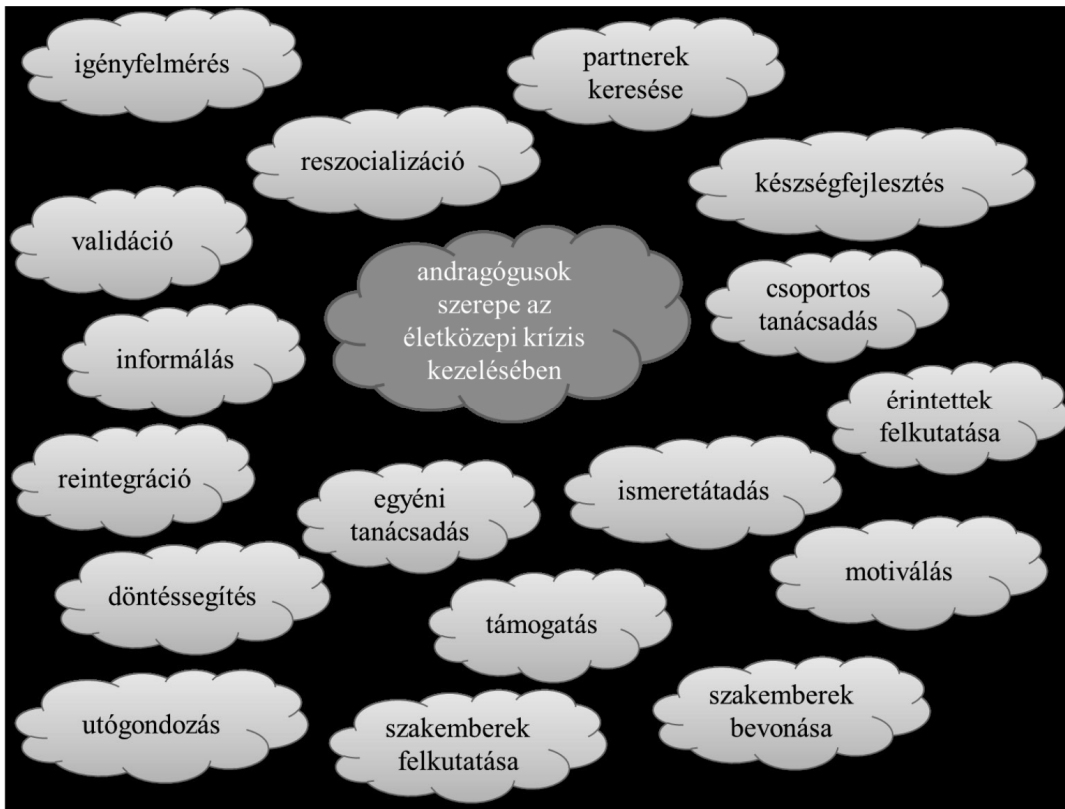 igényfelmérés
partnerek
keresése
reszocializáció
készségfejlesztés
validáció
andragógusok
szerepe az
életközepi krízis
kezelésében
csoportos
tanácsadás
informálás
érintettek
felkutatása
reintegráció
egyéni
tanácsadás
ismeretátadás
motiválás
döntéssegítés
támogatás
utógondozás
szakemberek
felkutatása
szakemberek
bevonása